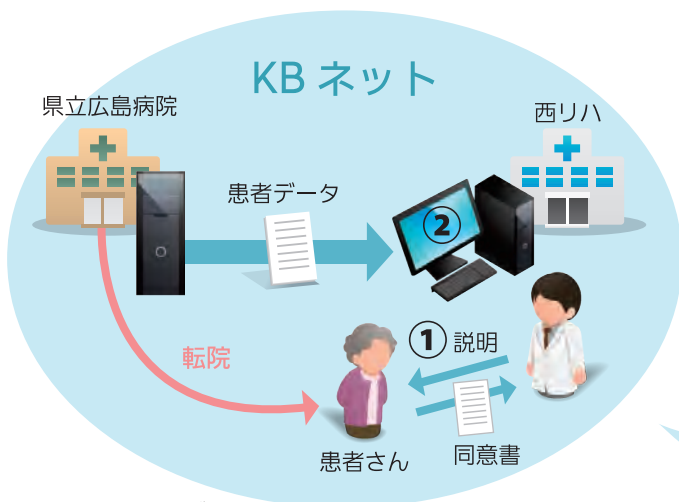 KB ネット
県立広島病院
西リハ
患者データ
②
① 説明
転院
患者さん
同意書